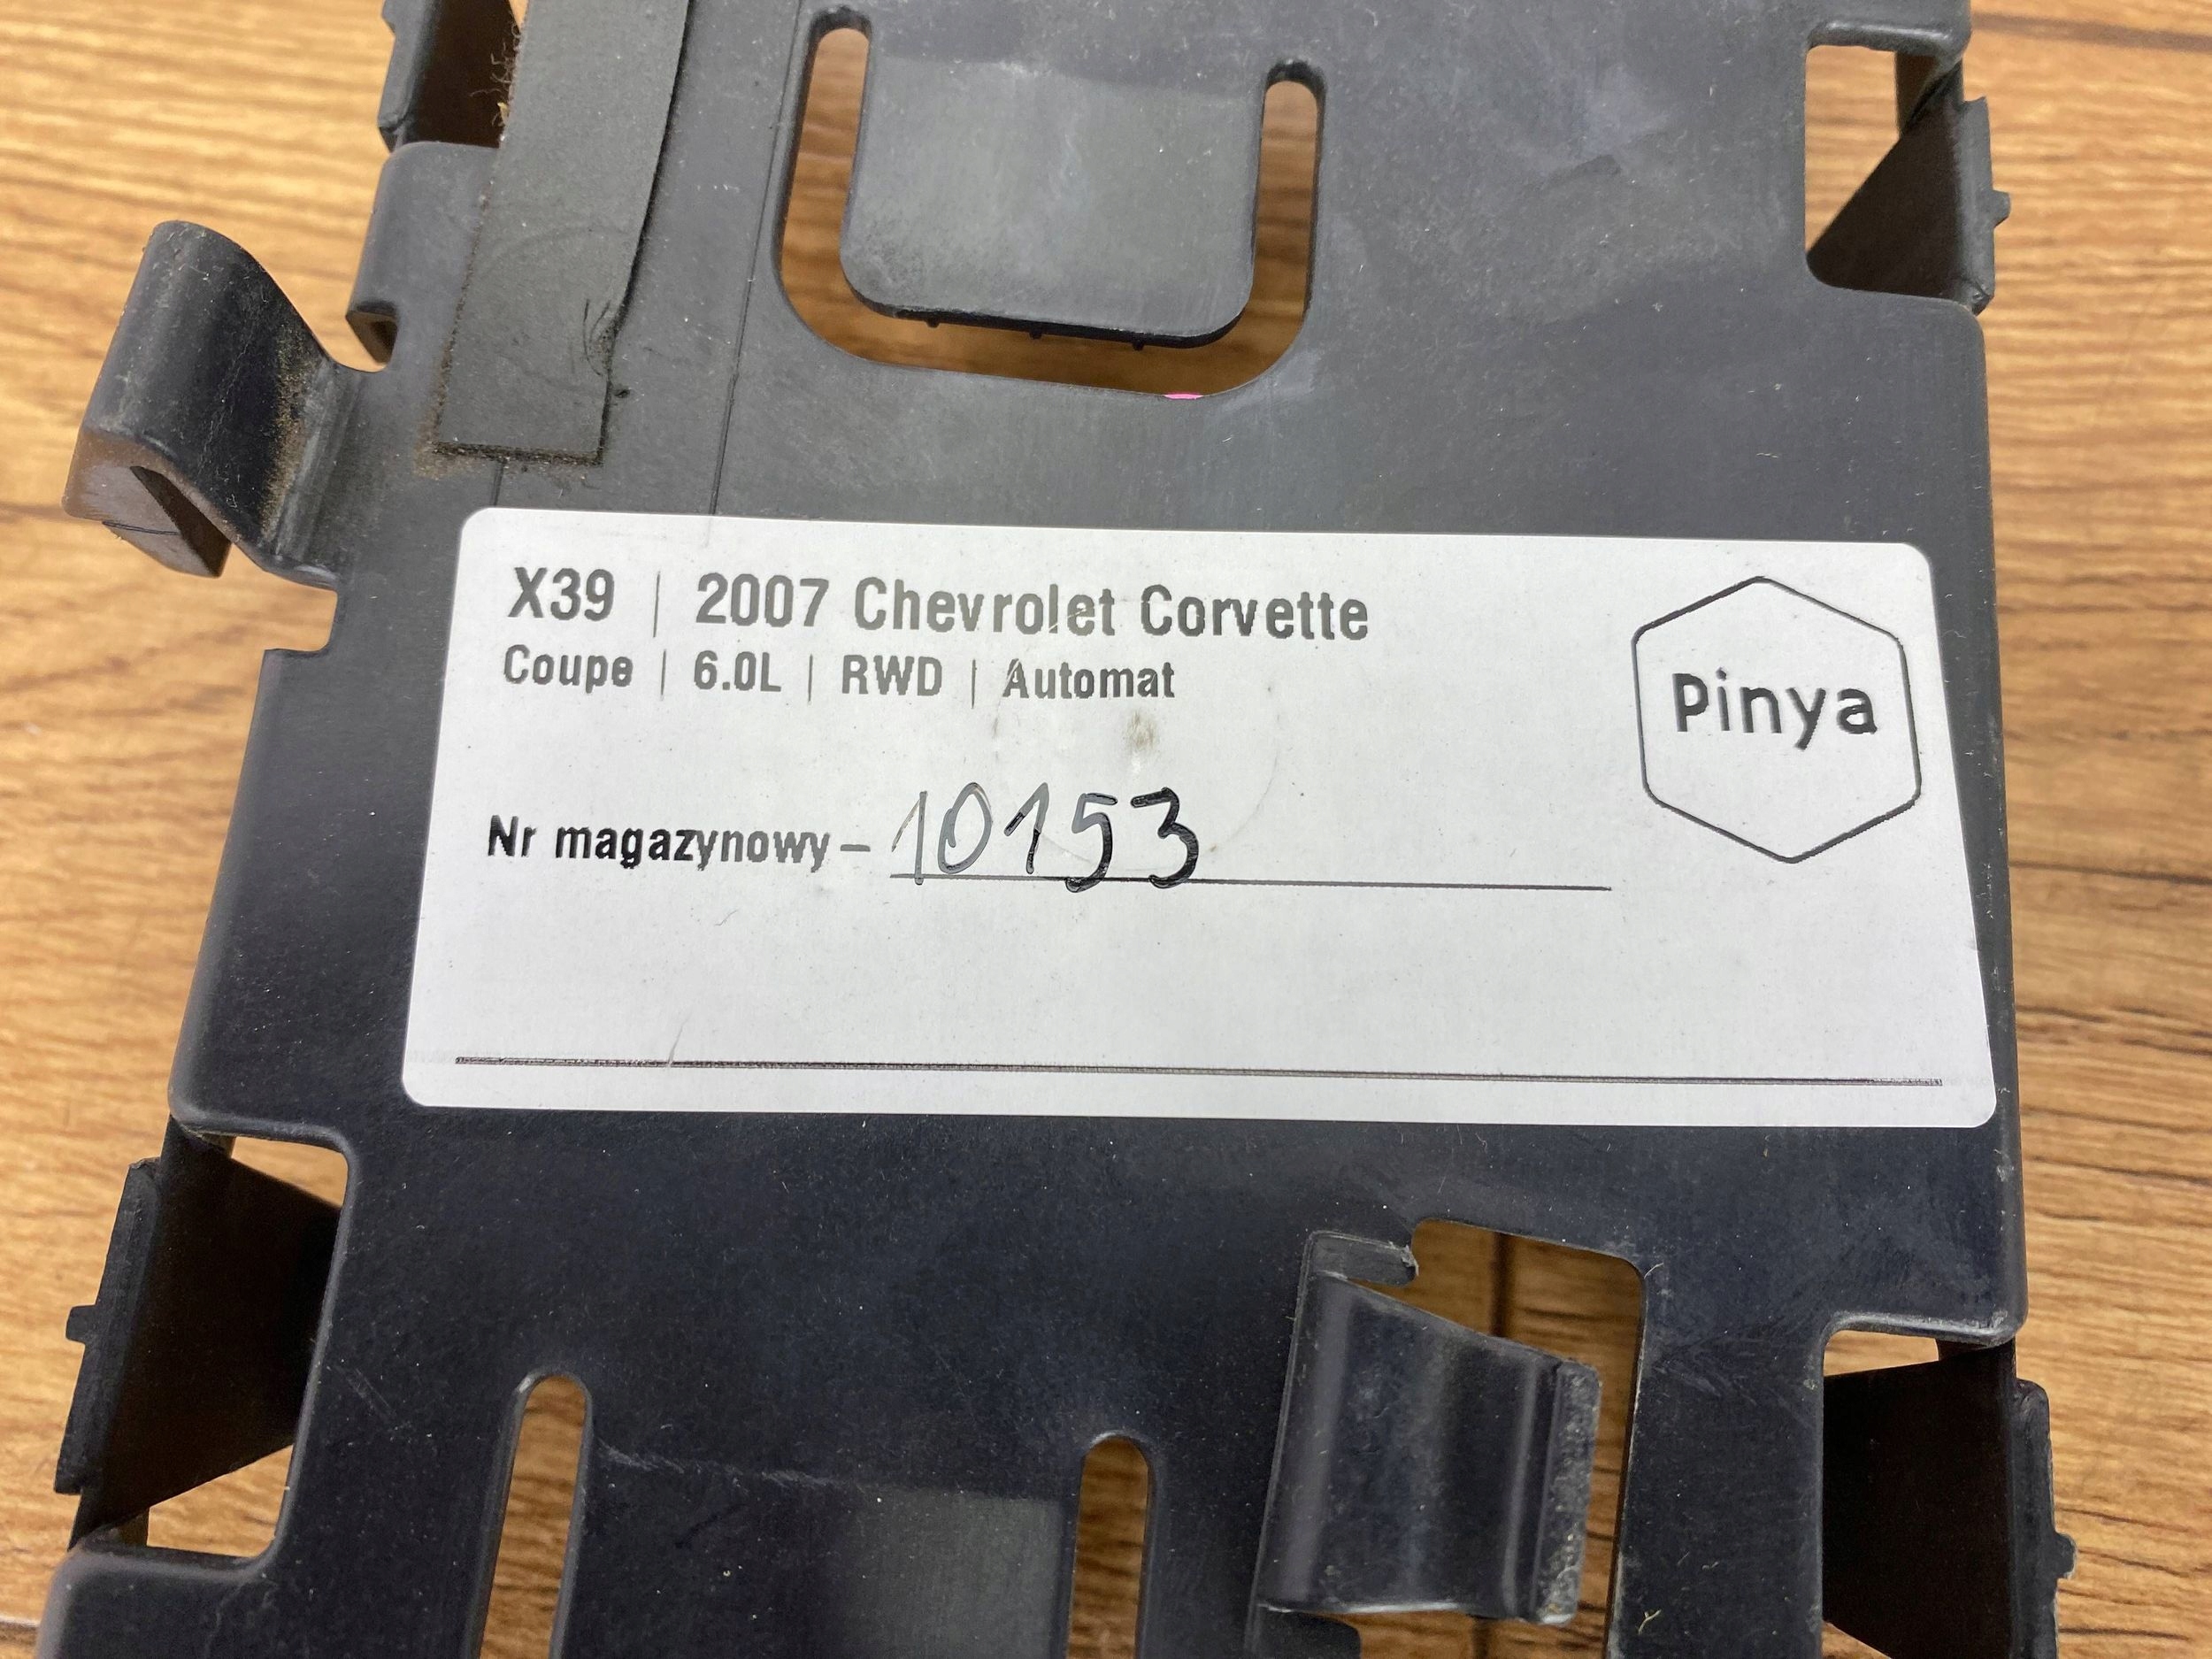 X39 | 2007 Chevrolet Corvette
Coupe | 6.0L | RWD | Automat
Pinya
Nr magazynowy – 10153